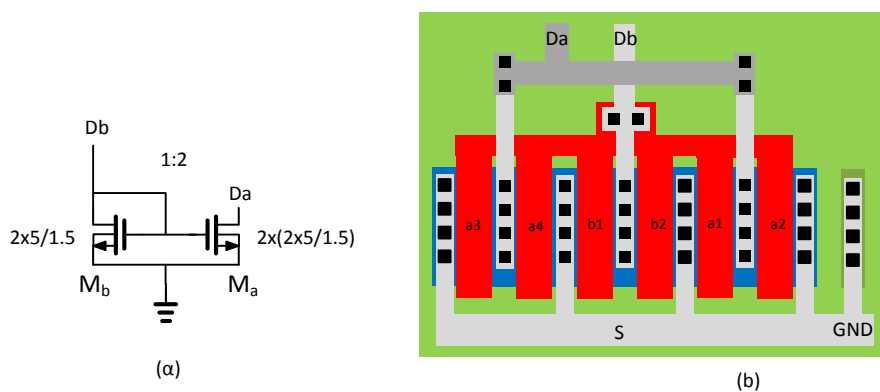 Db
1:2
Da
2x5/1.5
2x(2x5/1.5)
Mb
Ma
(α)
Da
Db
a3
a4
b1
b2
a1
a2
S
GND
(b)